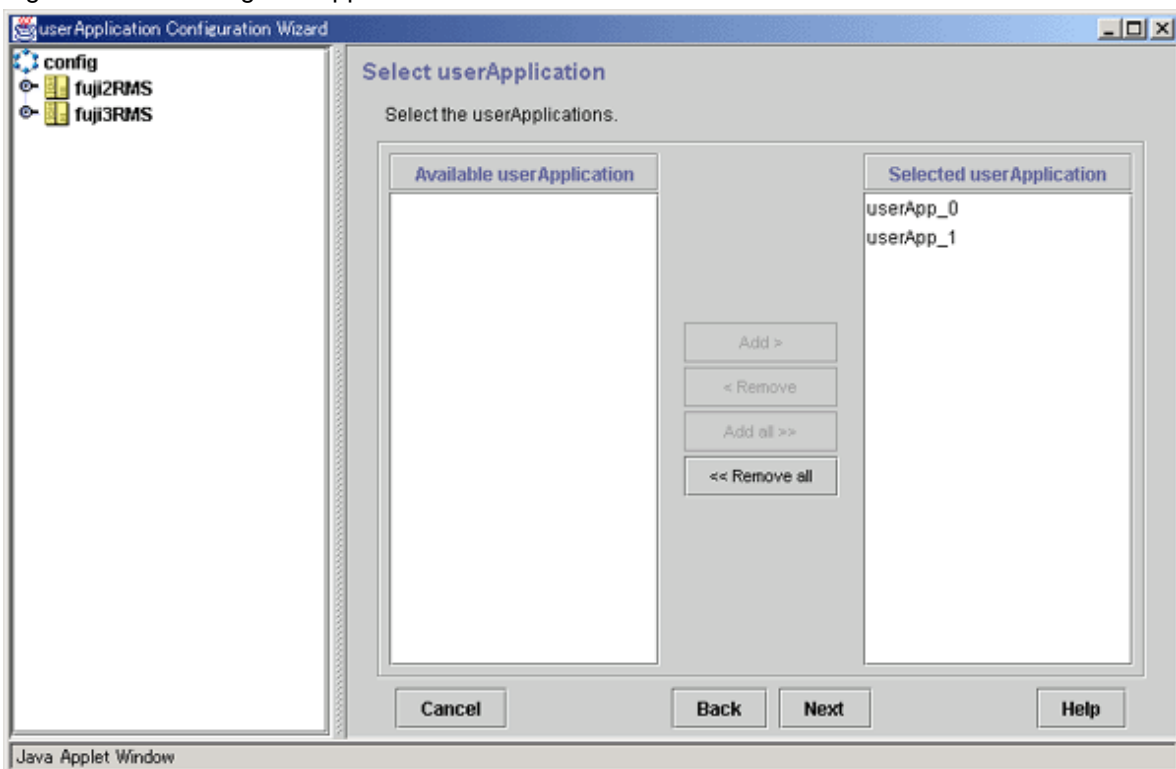 userApplication Configuration Wizard
config
fuji2RMS
fuji3RMS
Select userApplication
Select the userApplications.
Available userApplication
Selected userApplication
userApp_0
userApp_1
Add >
< Remove
Add all >>
<< Remove all
Cancel
Back
Next
Help
Java Applet Window